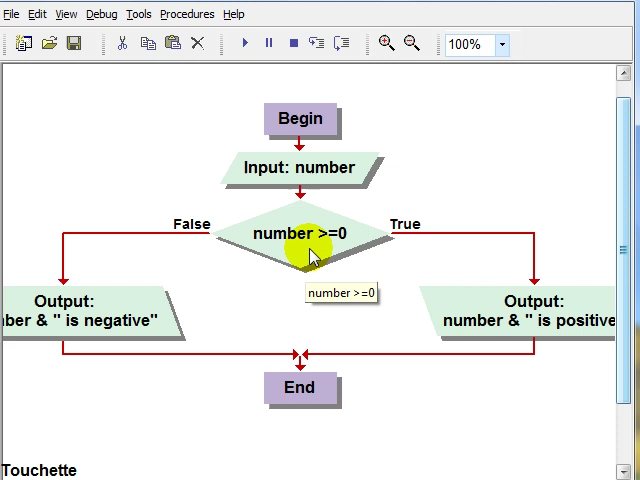 File Edit View Debug Tools Procedures Help
100%
Begin
Input: number
False
True
number >=0
number >=0
Output:
nber & " is negative"
Output:
number & " is positive
End
Touchette